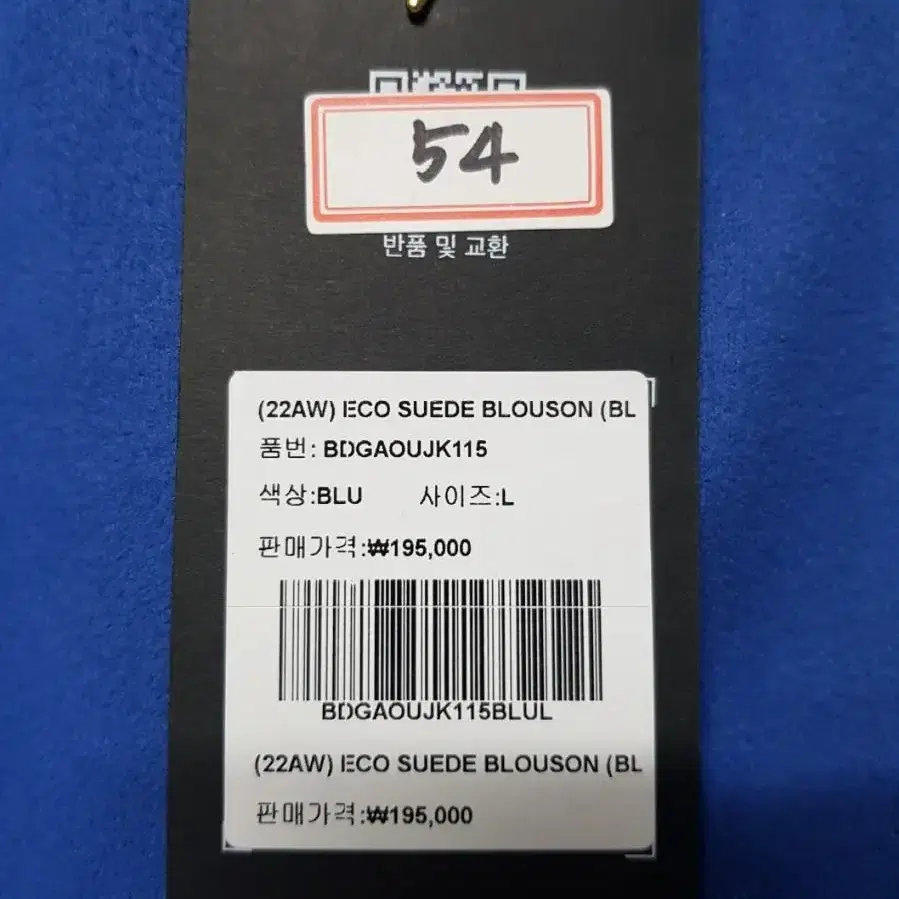 54
반품 및 교환
(22AW) ECO SUEDE BLOUSON (BL
품번: BDGAOUJK115
색상:BLU 사이즈:L
판매가격:₩195,000
BDGAOUJK115BLUL
(22AW) ECO SUEDE BLOUSON (BL
판매가격:₩195,000